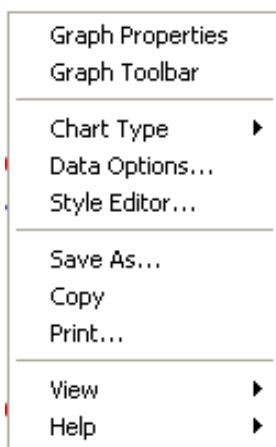 Graph Properties
Graph Toolbar
Chart Type
Data Options...
Style Editor...
Save As...
Copy
Print...
View
Help